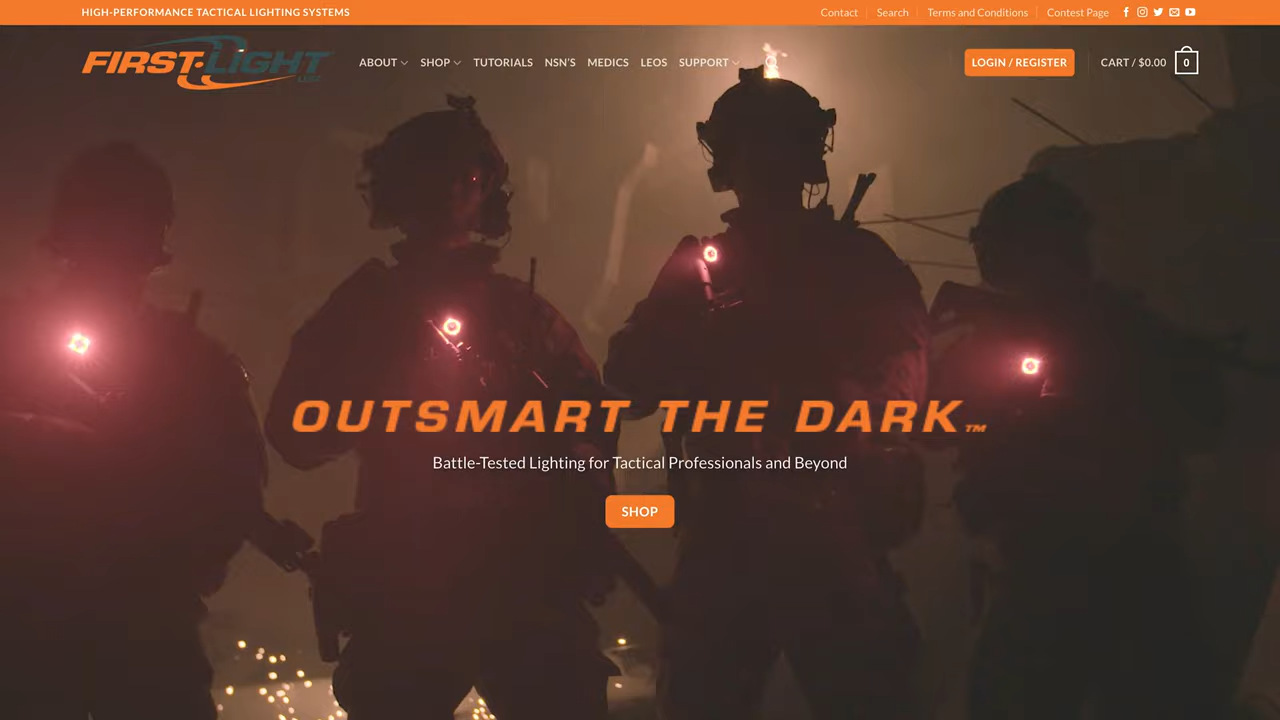 HIGH-PERFORMANCE TACTICAL LIGHTING SYSTEMS
Contact
Search
Terms and Conditions
Contest Page
FIRST-LIGHT
USA
ABOUT
SHOP
TUTORIALS
NSN'S
MEDICS
LEOS
SUPPORT
LOGIN / REGISTER
CART / $0.00
0
OUTSMART THE DARK™
Battle-Tested Lighting for Tactical Professionals and Beyond
SHOP